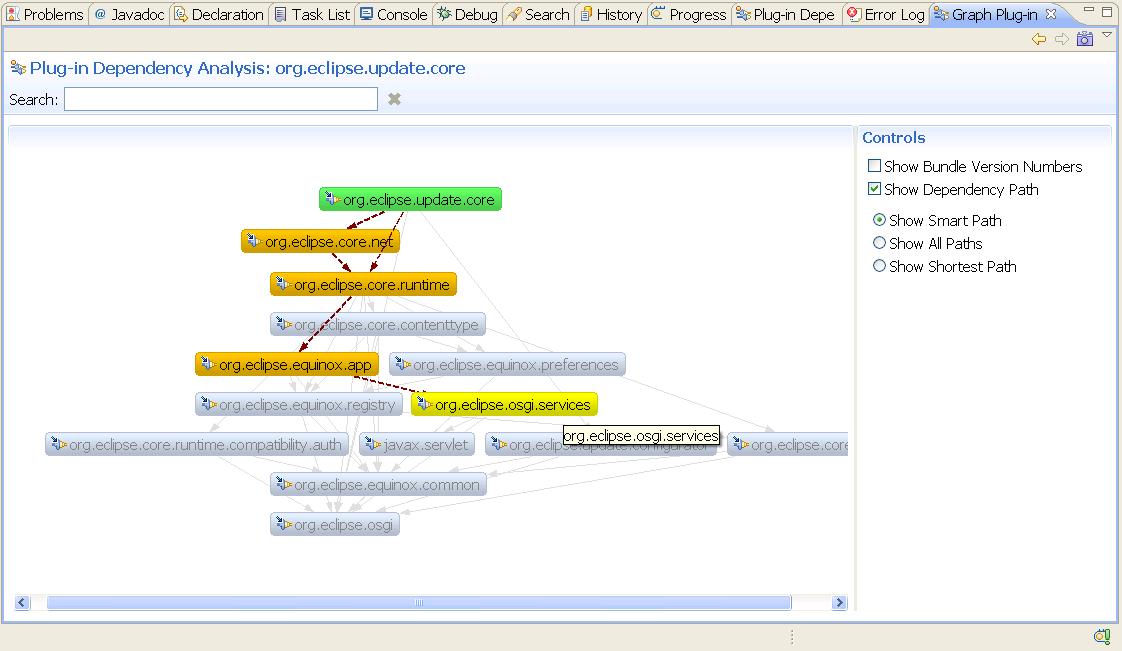 Problems @ Javadoc Declaration Task List Console Debug Search History Progress Plug-in Depe Error Log Graph Plug-in
Plug-in Dependency Analysis: org.eclipse.update.core
Search:
Controls
Show Bundle Version Numbers
Show Dependency Path
Show Smart Path
Show All Paths
Show Shortest Path
org.eclipse.update.core
org.eclipse.core.net
org.eclipse.core.runtime
org.eclipse.core.contenttype
org.eclipse.equinox.app org.eclipse.equinox.preferences
org.eclipse.equinox.registry org.eclipse.osgi.services
org.eclipse.osgi.services
org.eclipse.core.runtime.compatibility.auth javax.servlet org.eclipse.update.configurator org.eclipse.core
org.eclipse.equinox.common
org.eclipse.osgi